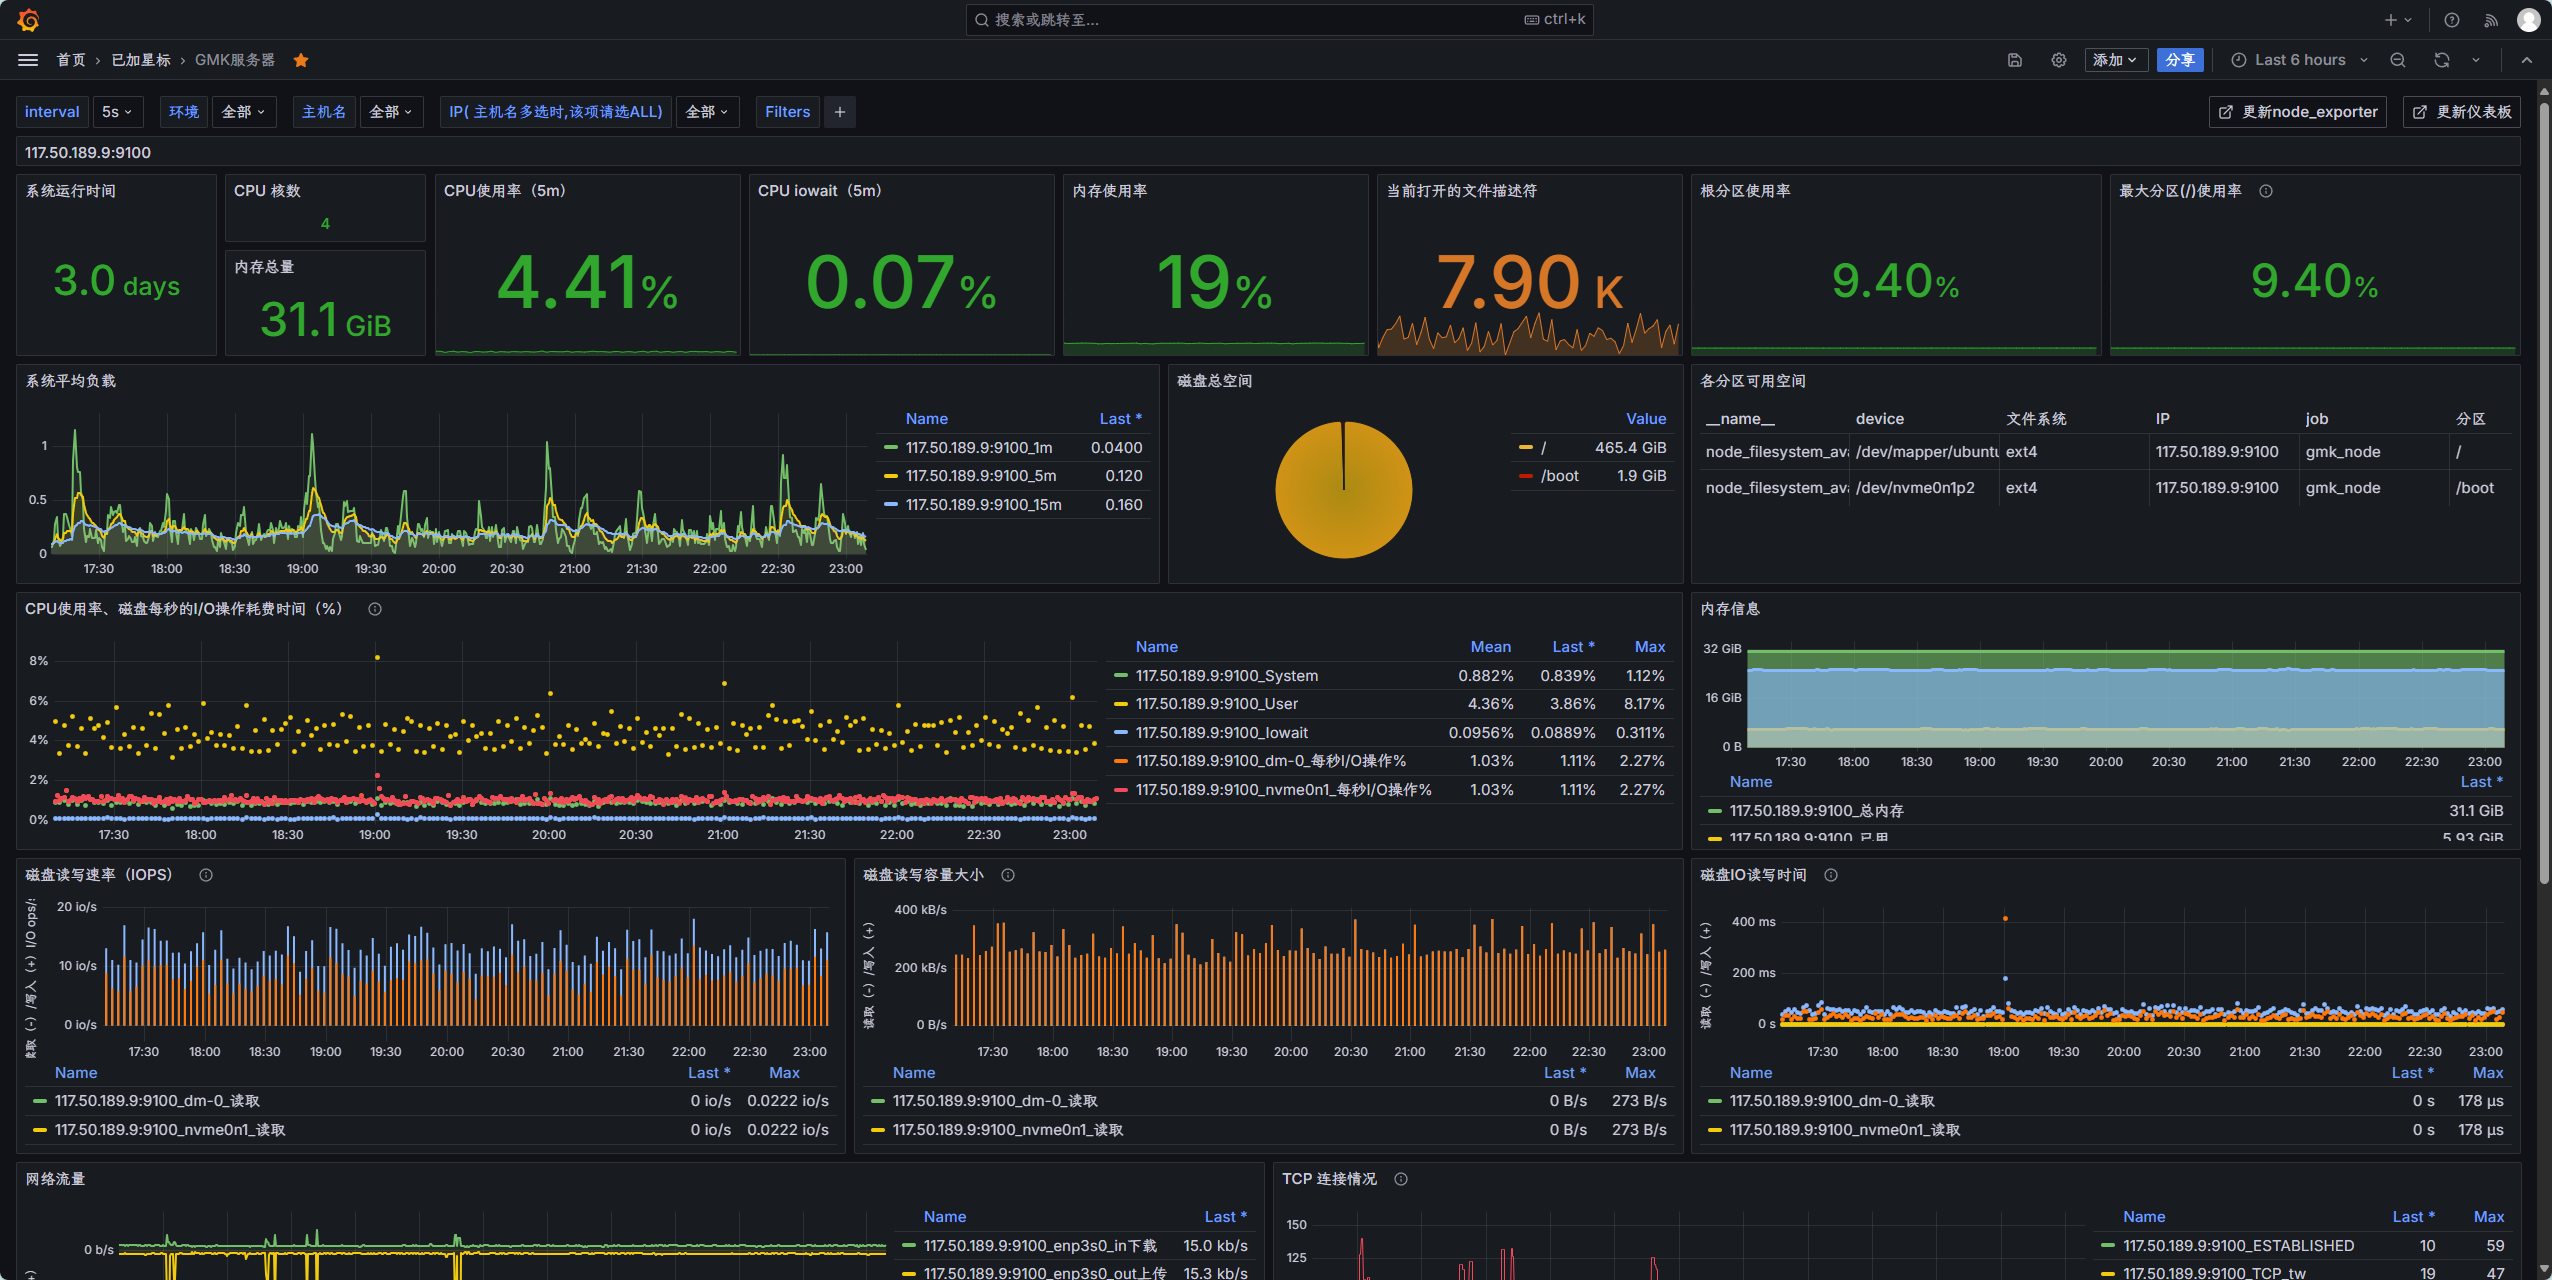 搜索或跳转至...
ctrl+k
首页 › 已加星标 › GMK服务器
添加
分享
Last 6 hours
interval 5s 环境 全部 主机名 全部 IP( 主机名多选时,该项请选ALL) 全部 Filters +
更新node_exporter
更新仪表板
117.50.189.9:9100
系统运行时间
3.0 days
CPU 核数
4
内存总量
31.1 GiB
CPU使用率（5m）
4.41%
CPU iowait（5m）
0.07%
内存使用率
19%
当前打开的文件描述符
7.90 K
根分区使用率
9.40%
最大分区(/)使用率
9.40%
系统平均负载
1
0.5
0
17:30 18:00 18:30 19:00 19:30 20:00 20:30 21:00 21:30 22:00 22:30 23:00
Name Last *
117.50.189.9:9100_1m 0.0400
117.50.189.9:9100_5m 0.120
117.50.189.9:9100_15m 0.160
磁盘总空间
Value
/ 465.4 GiB
/boot 1.9 GiB
各分区可用空间
__name__ device 文件系统 IP job 分区
node_filesystem_ava /dev/mapper/ubuntu ext4 117.50.189.9:9100 gmk_node /
node_filesystem_ava /dev/nvme0n1p2 ext4 117.50.189.9:9100 gmk_node /boot
CPU使用率、磁盘每秒的I/O操作耗费时间（%）
8%
6%
4%
2%
0%
17:30 18:00 18:30 19:00 19:30 20:00 20:30 21:00 21:30 22:00 22:30 23:00
Name Mean Last * Max
117.50.189.9:9100_System 0.882% 0.839% 1.12%
117.50.189.9:9100_User 4.36% 3.86% 8.17%
117.50.189.9:9100_Iowait 0.0956% 0.0889% 0.311%
117.50.189.9:9100_dm-0_每秒I/O操作% 1.03% 1.11% 2.27%
117.50.189.9:9100_nvme0n1_每秒I/O操作% 1.03% 1.11% 2.27%
内存信息
32 GiB
16 GiB
0 B
17:30 18:00 18:30 19:00 19:30 20:00 20:30 21:00 21:30 22:00 22:30 23:00
Name Last *
117.50.189.9:9100_总内存 31.1 GiB
117.50.189.9:9100_已用 5.93 GiB
磁盘读写速率（IOPS）
读取（-）/写入（+）I/O ops/s
20 io/s
10 io/s
0 io/s
17:30 18:00 18:30 19:00 19:30 20:00 20:30 21:00 21:30 22:00 22:30 23:00
Name Last * Max
117.50.189.9:9100_dm-0_读取 0 io/s 0.0222 io/s
117.50.189.9:9100_nvme0n1_读取 0 io/s 0.0222 io/s
磁盘读写容量大小
读取（-）/写入（+）
400 kB/s
200 kB/s
0 B/s
17:30 18:00 18:30 19:00 19:30 20:00 20:30 21:00 21:30 22:00 22:30 23:00
Name Last * Max
117.50.189.9:9100_dm-0_读取 0 B/s 273 B/s
117.50.189.9:9100_nvme0n1_读取 0 B/s 273 B/s
磁盘IO读写时间
读取（-）/写入（+）
400 ms
200 ms
0 s
17:30 18:00 18:30 19:00 19:30 20:00 20:30 21:00 21:30 22:00 22:30 23:00
Name Last * Max
117.50.189.9:9100_dm-0_读取 0 s 178 µs
117.50.189.9:9100_nvme0n1_读取 0 s 178 µs
网络流量
0 b/s
Name Last *
117.50.189.9:9100_enp3s0_in下载 15.0 kb/s
117.50.189.9:9100_enp3s0_out上传 15.3 kb/s
TCP 连接情况
150
125
Name Last * Max
117.50.189.9:9100_ESTABLISHED 10 59
117.50.189.9:9100_TCP_tw 19 47